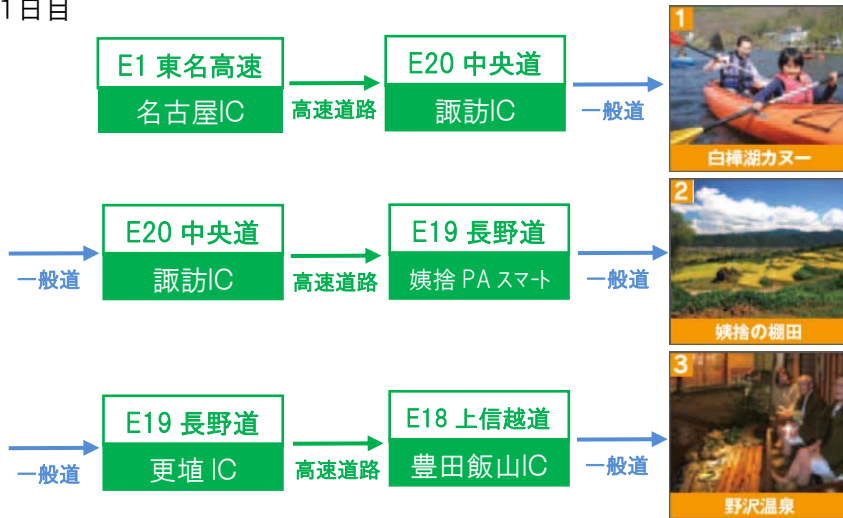 1日目
E1 東名高速
名古屋IC
高速道路
E20 中央道
諏訪IC
一般道
1
白樺湖カヌー
一般道
E20 中央道
諏訪IC
高速道路
E19 長野道
姨捨 PA スマート
一般道
2
姨捨の棚田
一般道
E19 長野道
更埴 IC
高速道路
E18 上信越道
豊田飯山IC
一般道
3
野沢温泉